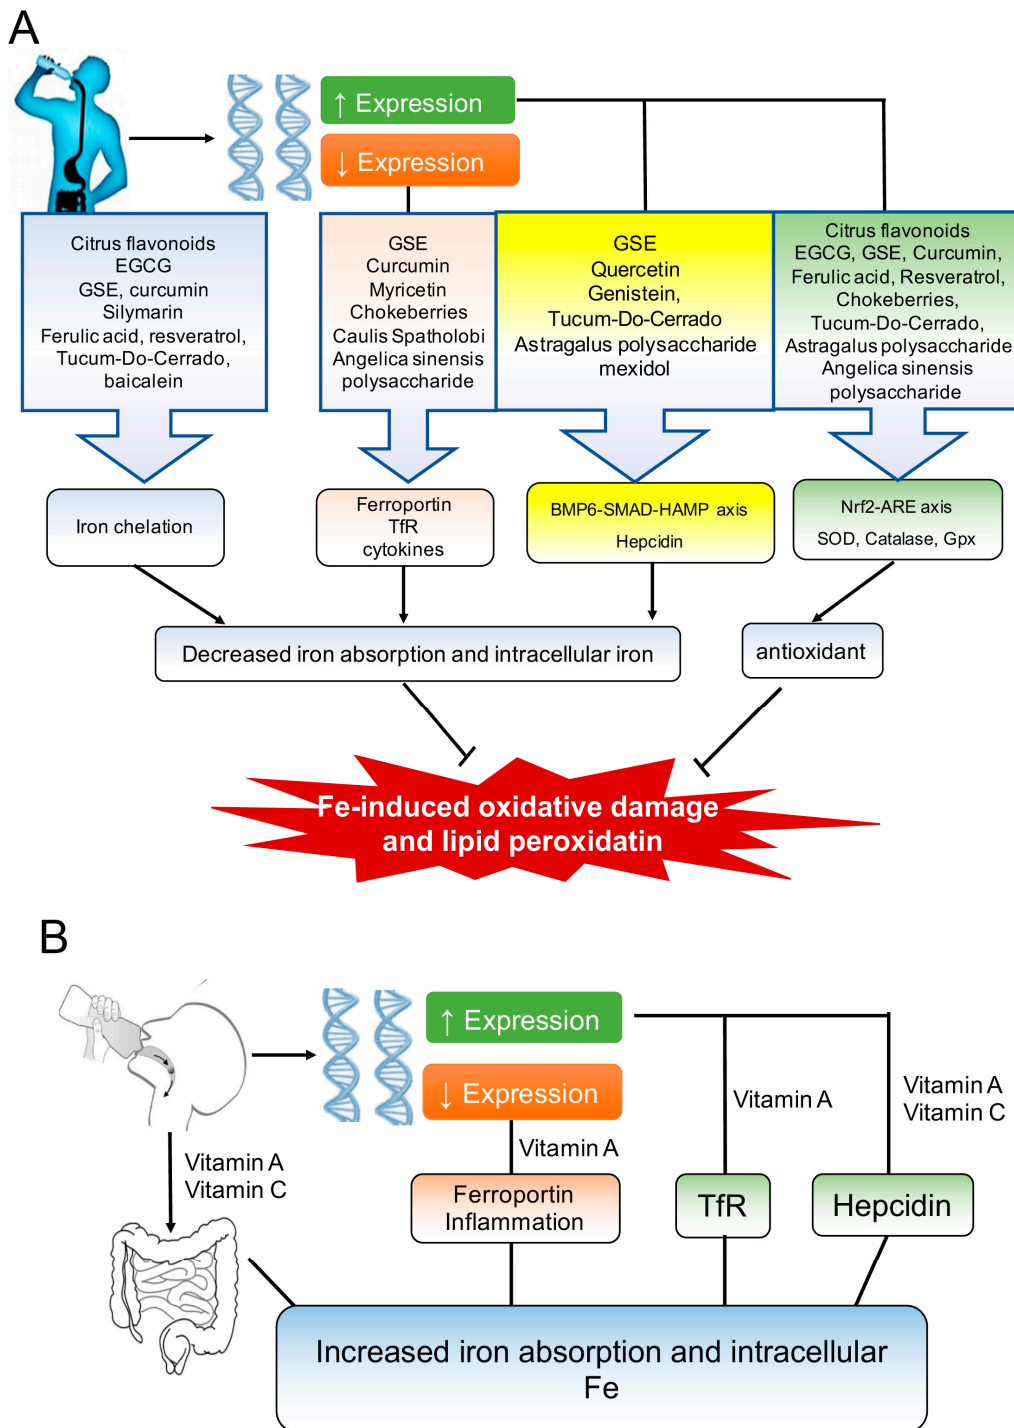 A
↑ Expression
↓ Expression
Citrus flavonoids
EGCG
GSE, curcumin
Silymarin
Ferulic acid, resveratrol,
Tucum-Do-Cerrado,
baicalein
GSE
Curcumin
Myricetin
Chokeberries
Caulis Spatholobi
Angelica sinensis
polysaccharide
GSE
Quercetin
Genistein,
Tucum-Do-Cerrado
Astragalus polysaccharide
mexidol
Citrus flavonoids
EGCG, GSE, Curcumin,
Ferulic acid, Resveratrol,
Chokeberries,
Tucum-Do-Cerrado,
Astragalus polysaccharide
Angelica sinensis
polysaccharide
Iron chelation
Ferroportin
TfR
cytokines
BMP6-SMAD-HAMP axis
Hepcidin
Nrf2-ARE axis
SOD, Catalase, Gpx
Decreased iron absorption and intracellular iron
antioxidant
Fe-induced oxidative damage
and lipid peroxidatin
B
↑ Expression
↓ Expression
Vitamin A
Vitamin C
Vitamin A
Vitamin A
Vitamin A
Vitamin C
Ferroportin
Inflammation
TfR
Hepcidin
Increased iron absorption and intracellular
Fe